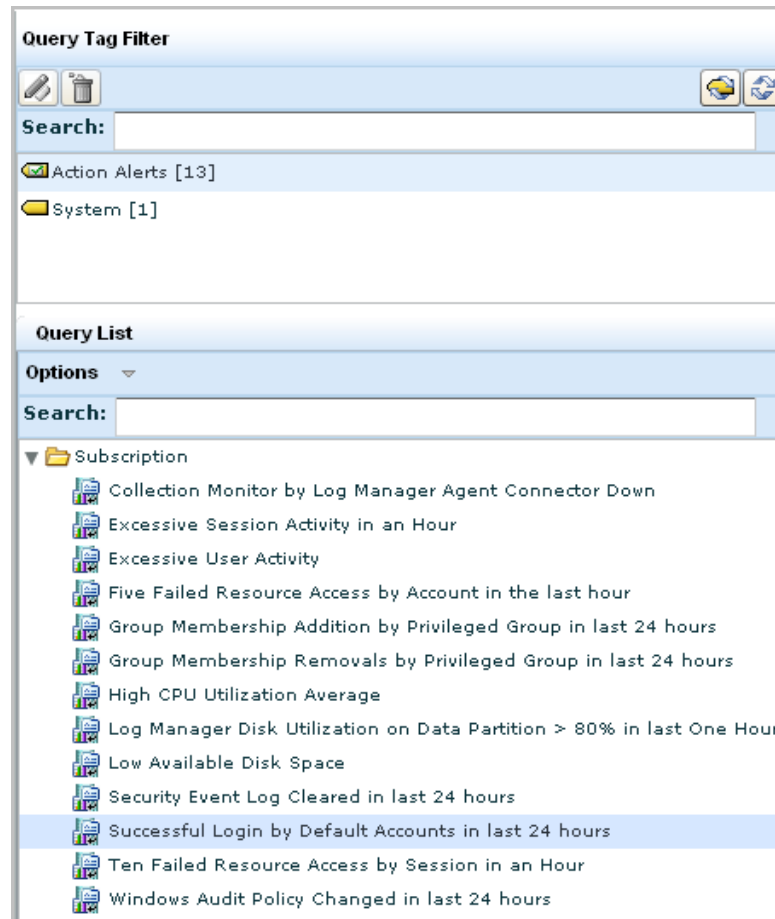 Query Tag Filter
Search:
Action Alerts [13]
System [1]
Query List
Options
Search:
Subscription
Collection Monitor by Log Manager Agent Connector Down
Excessive Session Activity in an Hour
Excessive User Activity
Five Failed Resource Access by Account in the last hour
Group Membership Addition by Privileged Group in last 24 hours
Group Membership Removals by Privileged Group in last 24 hours
High CPU Utilization Average
Log Manager Disk Utilization on Data Partition > 80% in last One Hour
Low Available Disk Space
Security Event Log Cleared in last 24 hours
Successful Login by Default Accounts in last 24 hours
Ten Failed Resource Access by Session in an Hour
Windows Audit Policy Changed in last 24 hours